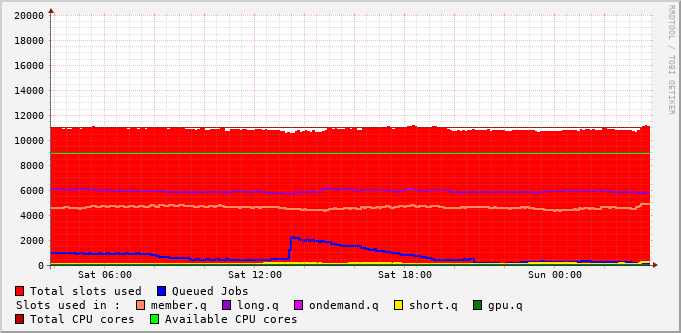 20000
18000
16000
14000
12000
10000
8000
6000
4000
2000
0
Sat 06:00 Sat 12:00 Sat 18:00 Sun 00:00
Total slots used Queued Jobs
Slots used in : member.q long.q ondemand.q short.q gpu.q
Total CPU cores Available CPU cores
RRDTOOL / TOBI OETIKER